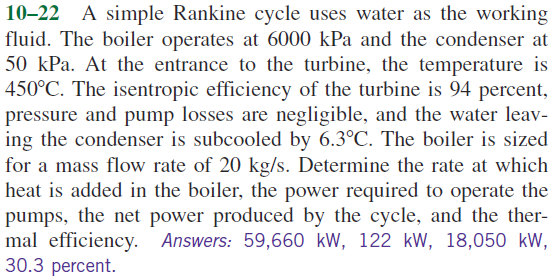 10–22 A simple Rankine cycle uses water as the working
fluid. The boiler operates at 6000 kPa and the condenser at
50 kPa. At the entrance to the turbine, the temperature is
450°C. The isentropic efficiency of the turbine is 94 percent,
pressure and pump losses are negligible, and the water leav-
ing the condenser is subcooled by 6.3°C. The boiler is sized
for a mass flow rate of 20 kg/s. Determine the rate at which
heat is added in the boiler, the power required to operate the
pumps, the net power produced by the cycle, and the ther-
mal efficiency. Answers: 59,660 kW, 122 kW, 18,050 kW,
30.3 percent.